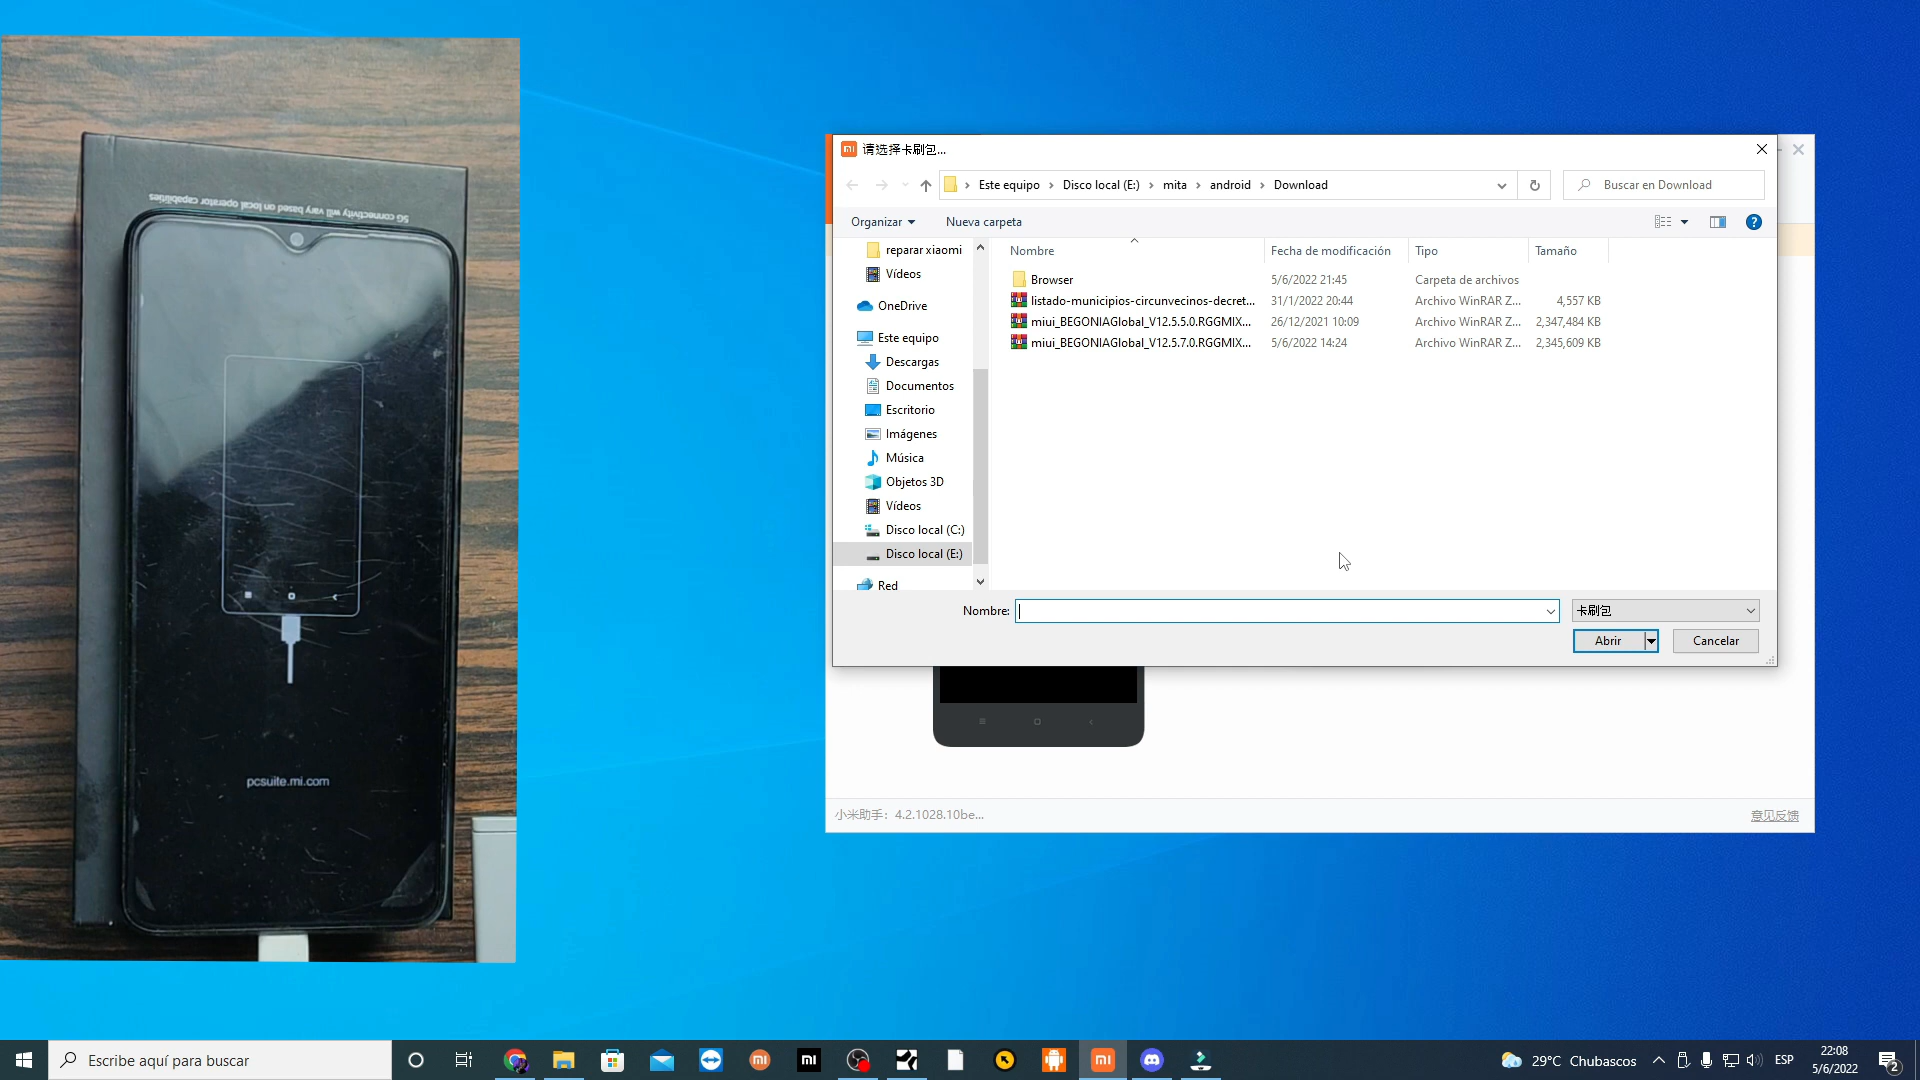 5G connectivity will vary based on local operator capabilities
pcsuite.mi.com
mi 请选择卡刷包...
Este equipo > Disco local (E:) > mita > android > Download
Buscar en Download
Organizar
Nueva carpeta
?
reparar xiaomi
Vídeos
OneDrive
Este equipo
Descargas
Documentos
Escritorio
Imágenes
Música
Objetos 3D
Vídeos
Disco local (C:)
Disco local (E:)
Red
Nombre Fecha de modificación Tipo Tamaño
Browser 5/6/2022 21:45 Carpeta de archivos
listado-municipios-circunvecinos-decret... 31/1/2022 20:44 Archivo WinRAR Z... 4,557 KB
miui_BEGONIAGlobal_V12.5.5.0.RGGMIX... 26/12/2021 10:09 Archivo WinRAR Z... 2,347,484 KB
miui_BEGONIAGlobal_V12.5.7.0.RGGMIX... 5/6/2022 14:24 Archivo WinRAR Z... 2,345,609 KB
Nombre:
卡刷包
Abrir
Cancelar
小米助手：4.2.1028.10be...
意见反馈
Escribe aquí para buscar
mi
mi
mi
29°C Chubascos
ESP
22:08
5/6/2022
2